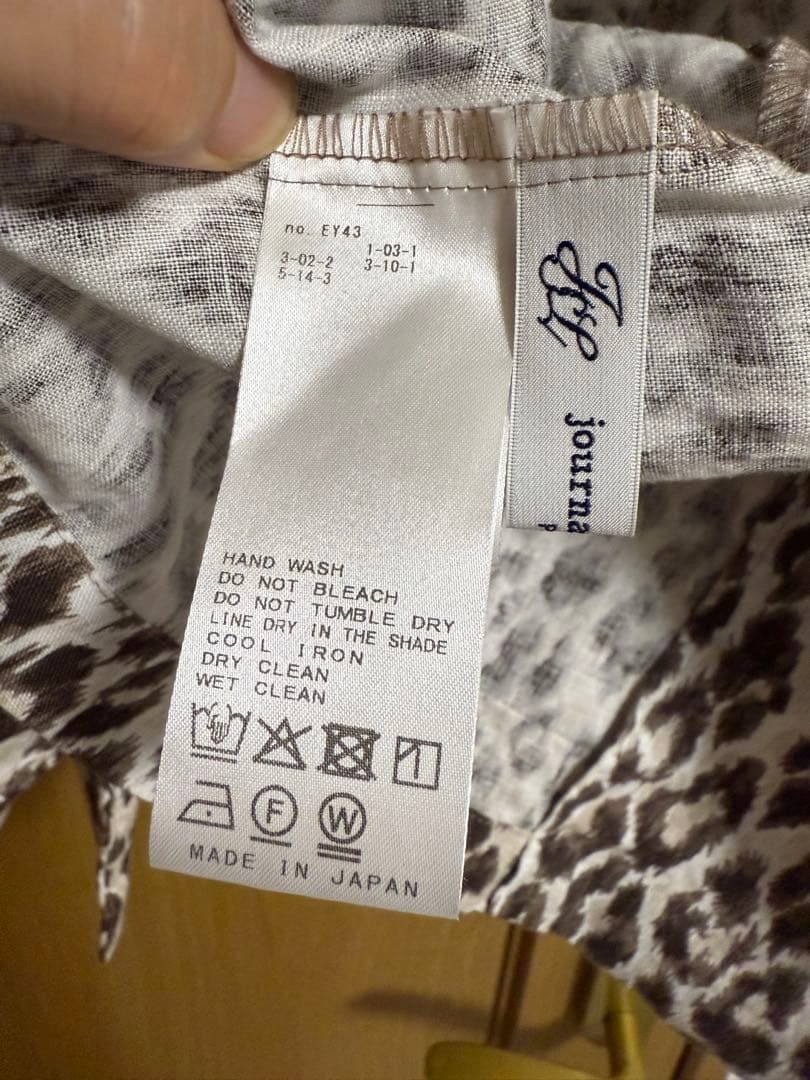 no. EY43
1-03-1
3-02-2 3-10-1
5-14-3
HAND WASH
DO NOT BLEACH
DO NOT TUMBLE DRY
LINE DRY IN THE SHADE
COOL IRON
DRY CLEAN
WET CLEAN
F W
MADE IN JAPAN
journa
p